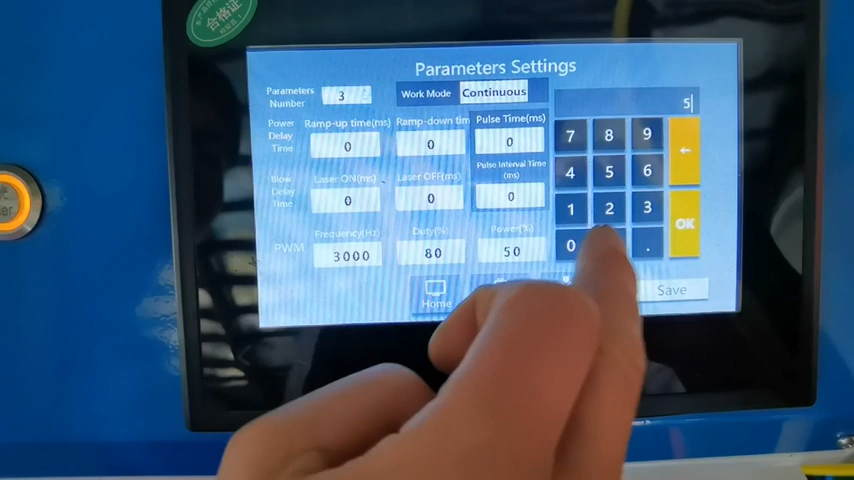 合格证
Parameters Settings
Parameters Number 3
Work Mode Continuous
5
Power Delay Time
Ramp-up time(ms) 0
Ramp-down tim 0
Pulse Time(ms) 0
Pulse Interval Time (ms) 0
Blow Delay Time
Laser ON(ms) 0
Laser OFF(ms) 0
PWM
Frequency(Hz) 3000
Duty(%) 80
Power(%) 50
7 8 9 ←
4 5 6
1 2 3 OK
0 .
Home
Save